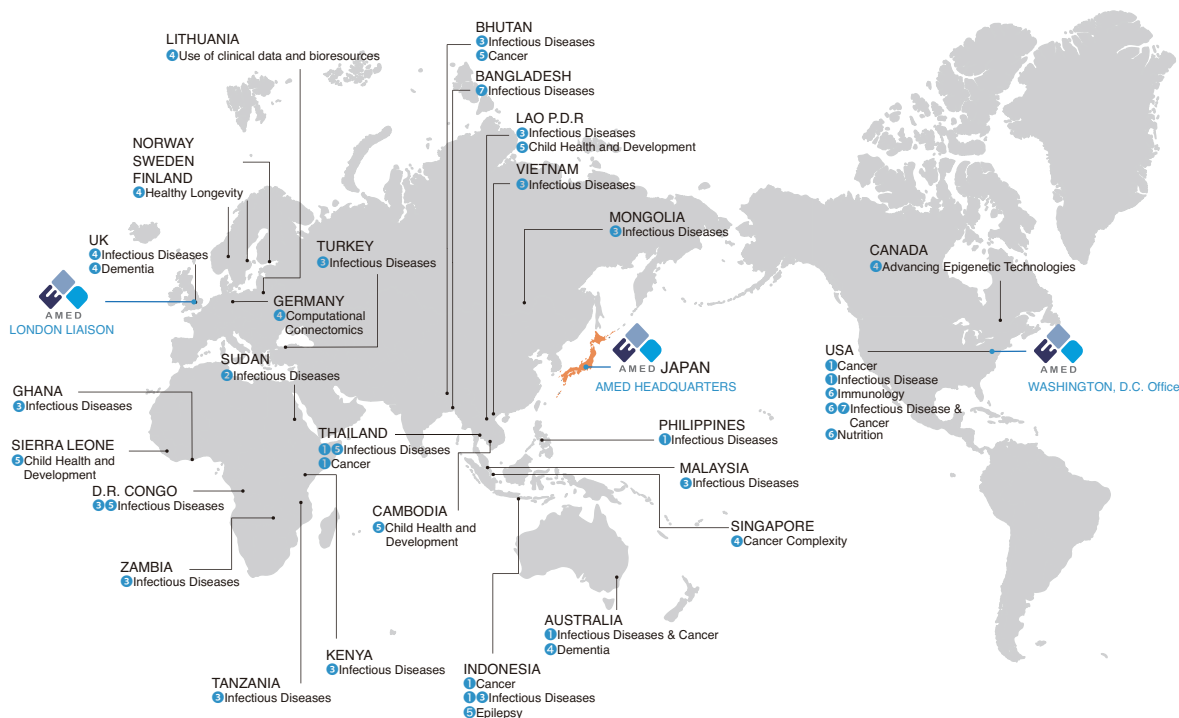 LITHUANIA
4 Use of clinical data and bioresources
BHUTAN
3 Infectious Diseases
5 Cancer
BANGLADESH
7 Infectious Diseases
LAO P.D.R
3 Infectious Diseases
5 Child Health and Development
VIETNAM
3 Infectious Diseases
NORWAY
SWEDEN
FINLAND
4 Healthy Longevity
MONGOLIA
3 Infectious Diseases
UK
4 Infectious Diseases
4 Dementia
TURKEY
3 Infectious Diseases
CANADA
4 Advancing Epigenetic Technologies
AMED
LONDON LIAISON
GERMANY
4 Computational
Connectomics
SUDAN
2 Infectious Diseases
AMED
JAPAN
AMED HEADQUARTERS
USA
1 Cancer
1 Infectious Disease
6 Immunology
6 7 Infectious Disease &
Cancer
6 Nutrition
AMED
WASHINGTON, D.C. Office
GHANA
3 Infectious Diseases
SIERRA LEONE
5 Child Health and
Development
THAILAND
1 5 Infectious Diseases
1 Cancer
PHILIPPINES
1 Infectious Diseases
MALAYSIA
3 Infectious Diseases
D.R. CONGO
3 5 Infectious Diseases
CAMBODIA
5 Child Health and
Development
SINGAPORE
4 Cancer Complexity
ZAMBIA
3 Infectious Diseases
AUSTRALIA
1 Infectious Diseases & Cancer
4 Dementia
KENYA
3 Infectious Diseases
INDONESIA
1 Cancer
1 3 Infectious Diseases
5 Epilepsy
TANZANIA
3 Infectious Diseases